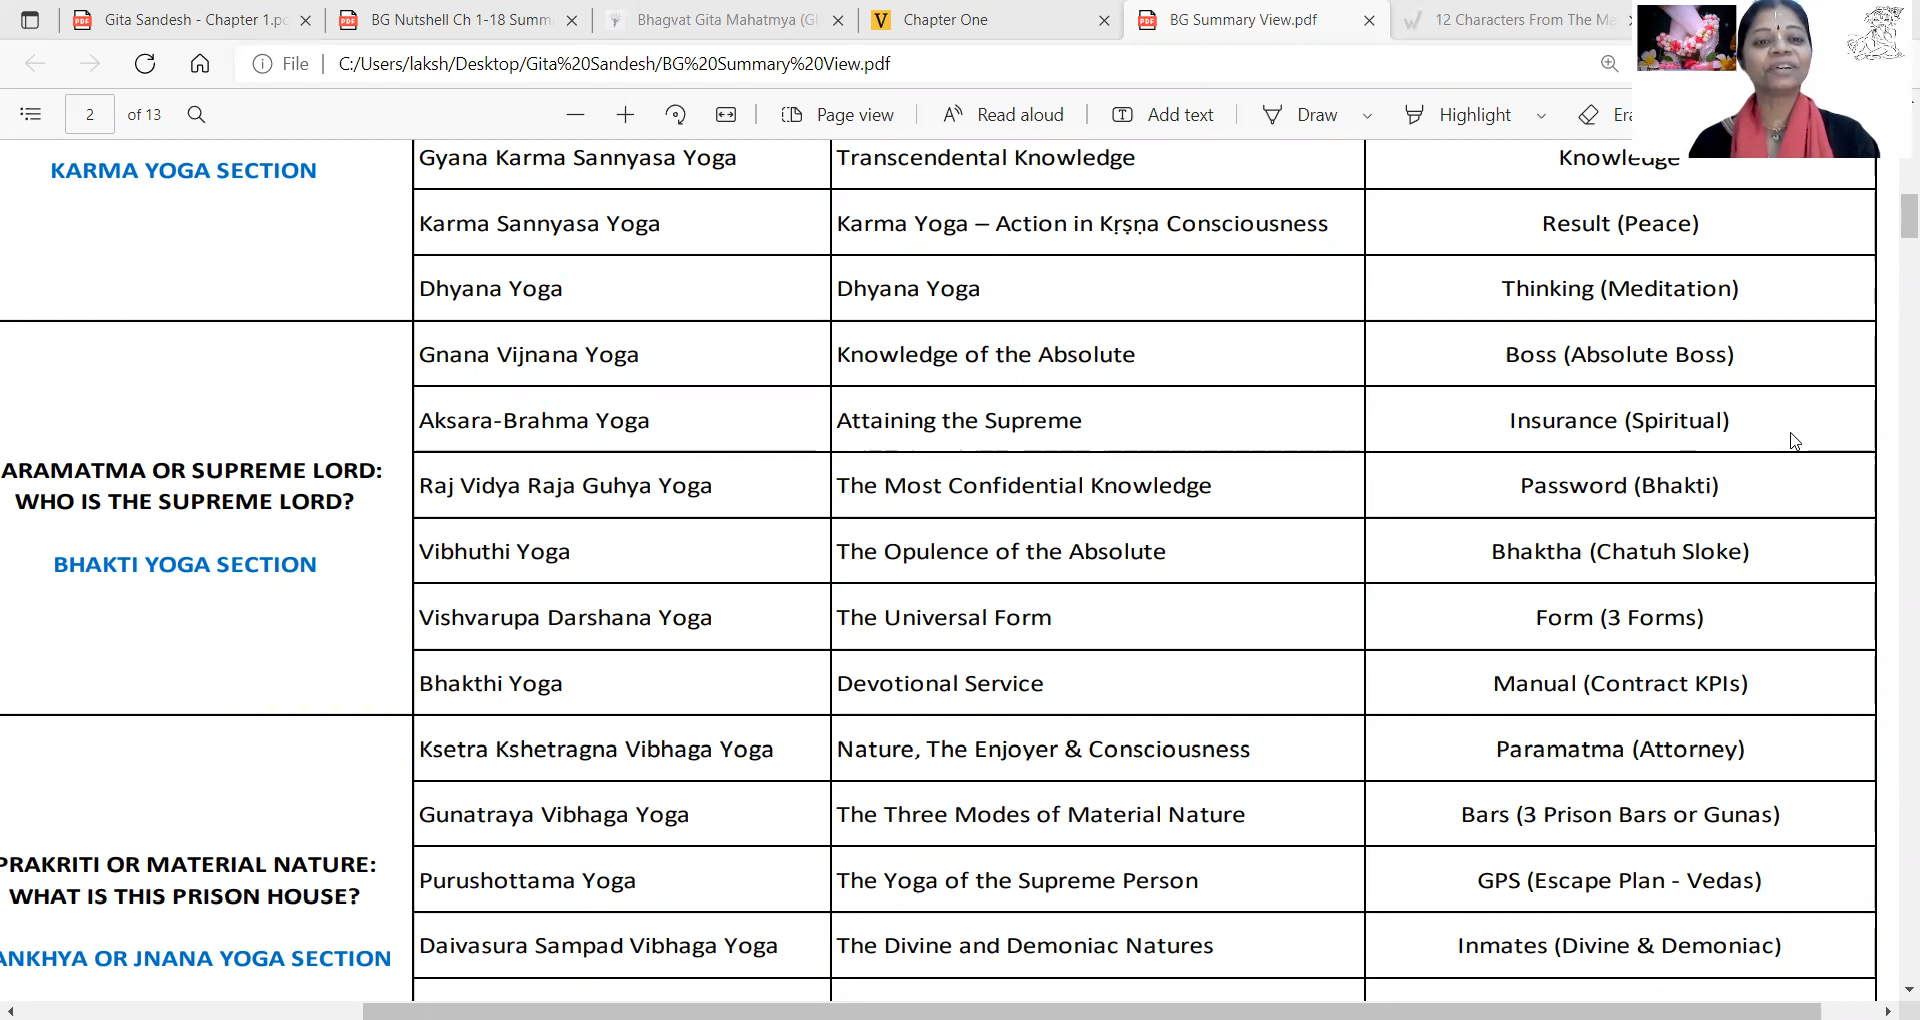 Gita Sandesh - Chapter 1.pd
BG Nutshell Ch 1-18 Summ
Bhagvat Gita Mahatmya (Gl
Chapter One
BG Summary View.pdf
12 Characters From The Ma
File
C:/Users/laksh/Desktop/Gita%20Sandesh/BG%20Summary%20View.pdf
2 of 13
Page view
Read aloud
Add text
Draw
Highlight
Era
KARMA YOGA SECTION
Gyana Karma Sannyasa Yoga
Transcendental Knowledge
Knowledge
Karma Sannyasa Yoga
Karma Yoga – Action in Kṛṣṇa Consciousness
Result (Peace)
Dhyana Yoga
Dhyana Yoga
Thinking (Meditation)
ARAMATMA OR SUPREME LORD:
WHO IS THE SUPREME LORD?
BHAKTI YOGA SECTION
Gnana Vijnana Yoga
Knowledge of the Absolute
Boss (Absolute Boss)
Aksara-Brahma Yoga
Attaining the Supreme
Insurance (Spiritual)
Raj Vidya Raja Guhya Yoga
The Most Confidential Knowledge
Password (Bhakti)
Vibhuthi Yoga
The Opulence of the Absolute
Bhaktha (Chatuh Sloke)
Vishvarupa Darshana Yoga
The Universal Form
Form (3 Forms)
Bhakthi Yoga
Devotional Service
Manual (Contract KPIs)
PRAKRITI OR MATERIAL NATURE:
WHAT IS THIS PRISON HOUSE?
ANKHYA OR JNANA YOGA SECTION
Ksetra Kshetragna Vibhaga Yoga
Nature, The Enjoyer & Consciousness
Paramatma (Attorney)
Gunatraya Vibhaga Yoga
The Three Modes of Material Nature
Bars (3 Prison Bars or Gunas)
Purushottama Yoga
The Yoga of the Supreme Person
GPS (Escape Plan - Vedas)
Daivasura Sampad Vibhaga Yoga
The Divine and Demoniac Natures
Inmates (Divine & Demoniac)